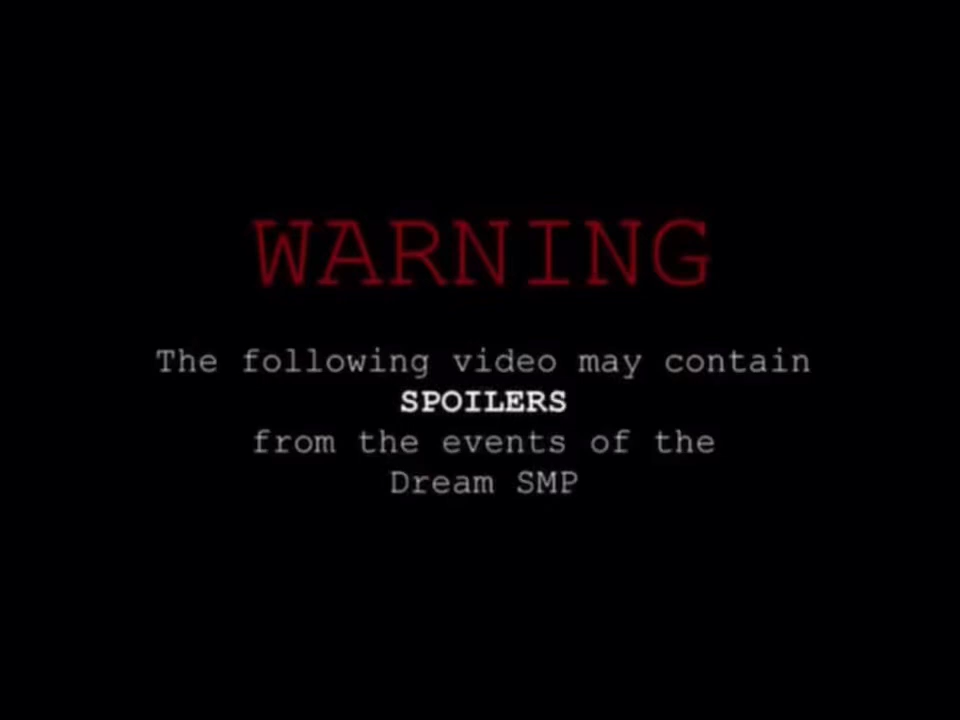 WARNING
The following video may contain
SPOILERS
from the events of the
Dream SMP